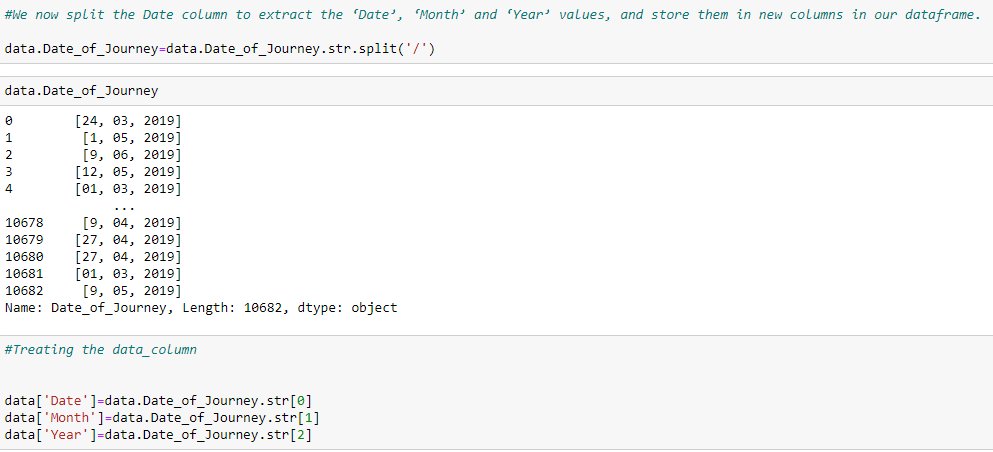 #We now split the Date column to extract the ‘Date’, ‘Month’ and ‘Year’ values, and store them in new columns in our dataframe.
data.Date_of_Journey=data.Date_of_Journey.str.split('/')
data.Date_of_Journey
0        [24, 03, 2019]
1         [1, 05, 2019]
2         [9, 06, 2019]
3        [12, 05, 2019]
4        [01, 03, 2019]
...
10678     [9, 04, 2019]
10679    [27, 04, 2019]
10680    [27, 04, 2019]
10681    [01, 03, 2019]
10682     [9, 05, 2019]
Name: Date_of_Journey, Length: 10682, dtype: object
#Treating the data_column
data['Date']=data.Date_of_Journey.str[0]
data['Month']=data.Date_of_Journey.str[1]
data['Year']=data.Date_of_Journey.str[2]